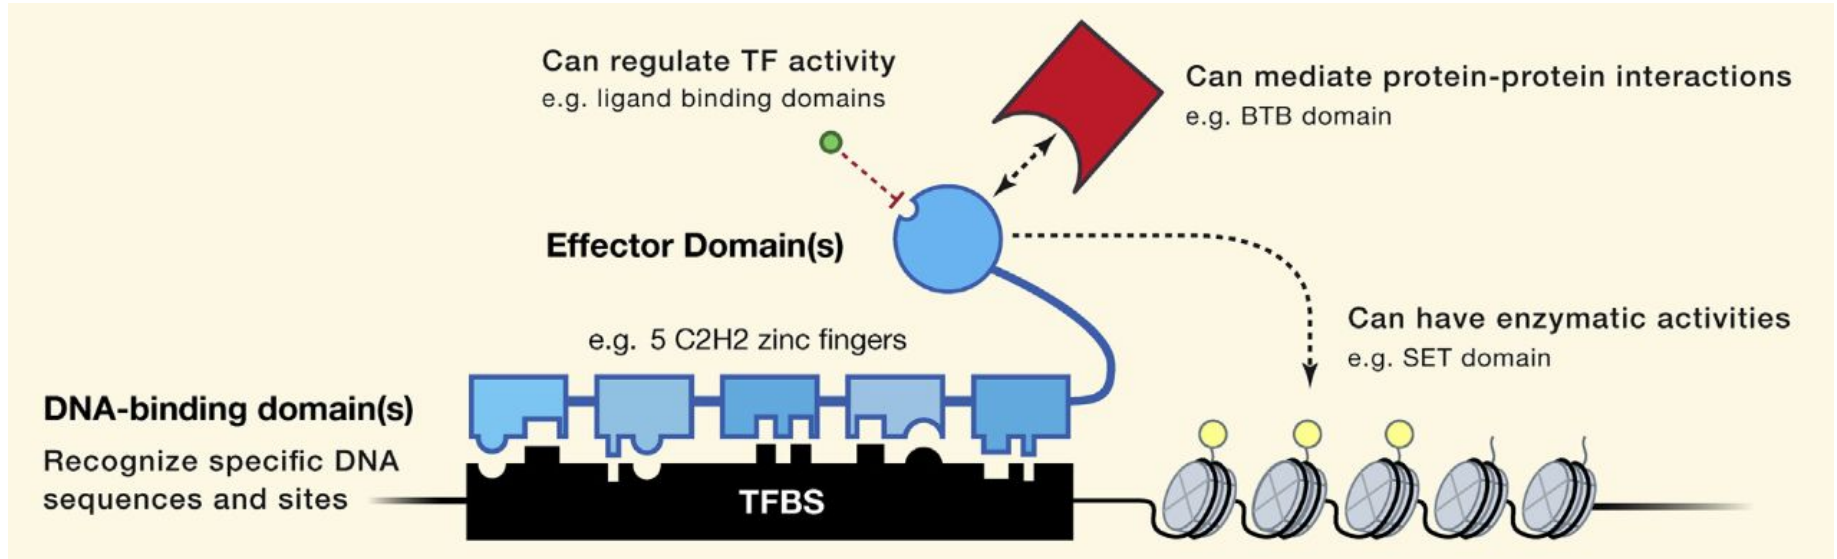 Can regulate TF activity
e.g. ligand binding domains
Can mediate protein-protein interactions
e.g. BTB domain
Effector Domain(s)
Can have enzymatic activities
e.g. SET domain
e.g. 5 C2H2 zinc fingers
DNA-binding domain(s)
Recognize specific DNA
sequences and sites
TFBS